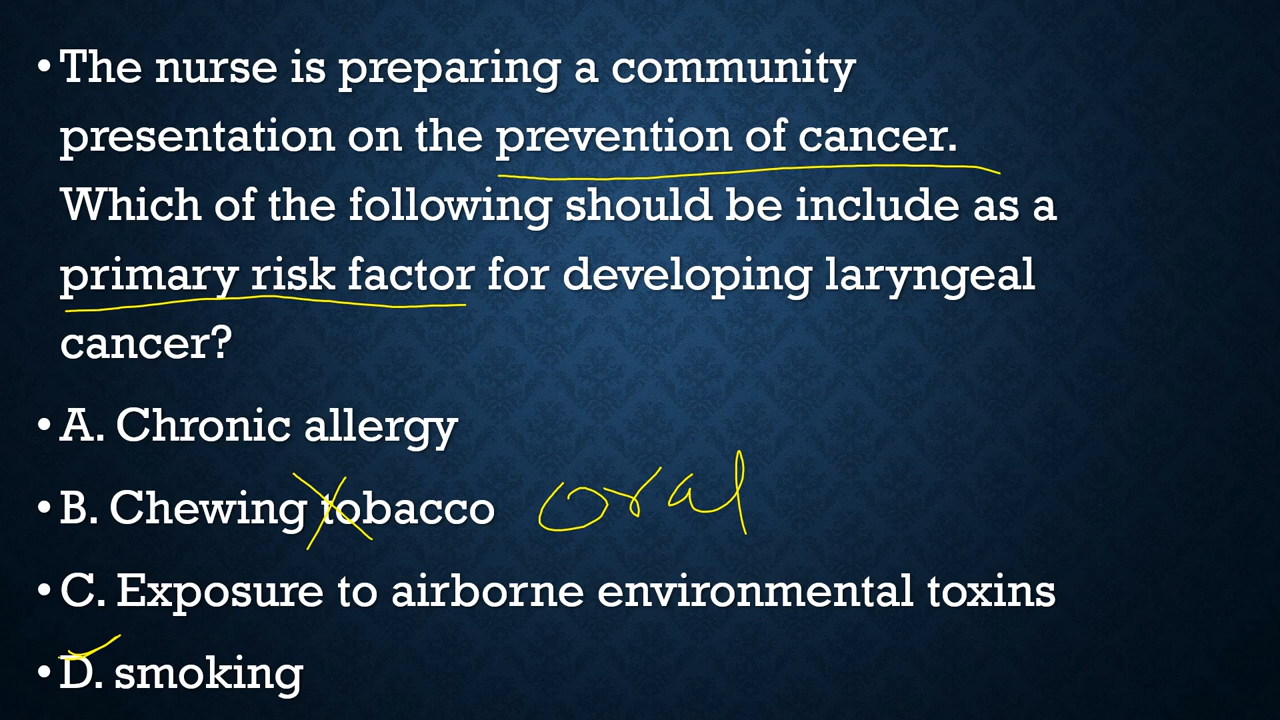 • The nurse is preparing a community
presentation on the prevention of cancer.
Which of the following should be include as a
primary risk factor for developing laryngeal
cancer?
• A. Chronic allergy
• B. Chewing tobacco oral
• C. Exposure to airborne environmental toxins
• D. smoking